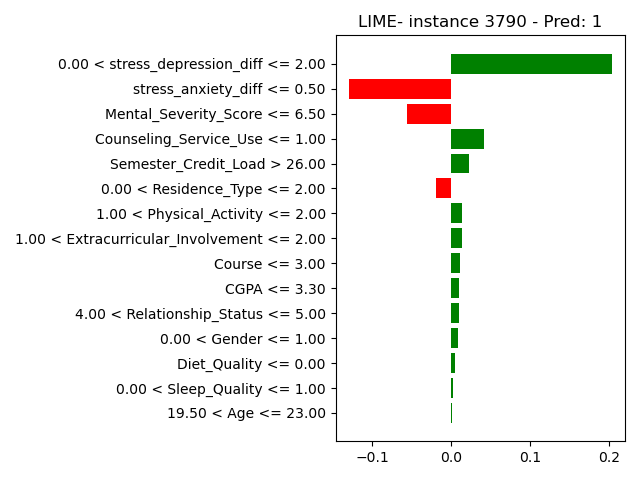 LIME- instance 3790 - Pred: 1
0.00 < stress_depression_diff <= 2.00
stress_anxiety_diff <= 0.50
Mental_Severity_Score <= 6.50
Counseling_Service_Use <= 1.00
Semester_Credit_Load > 26.00
0.00 < Residence_Type <= 2.00
1.00 < Physical_Activity <= 2.00
1.00 < Extracurricular_Involvement <= 2.00
Course <= 3.00
CGPA <= 3.30
4.00 < Relationship_Status <= 5.00
0.00 < Gender <= 1.00
Diet_Quality <= 0.00
0.00 < Sleep_Quality <= 1.00
19.50 < Age <= 23.00
−0.1 0.0 0.1 0.2